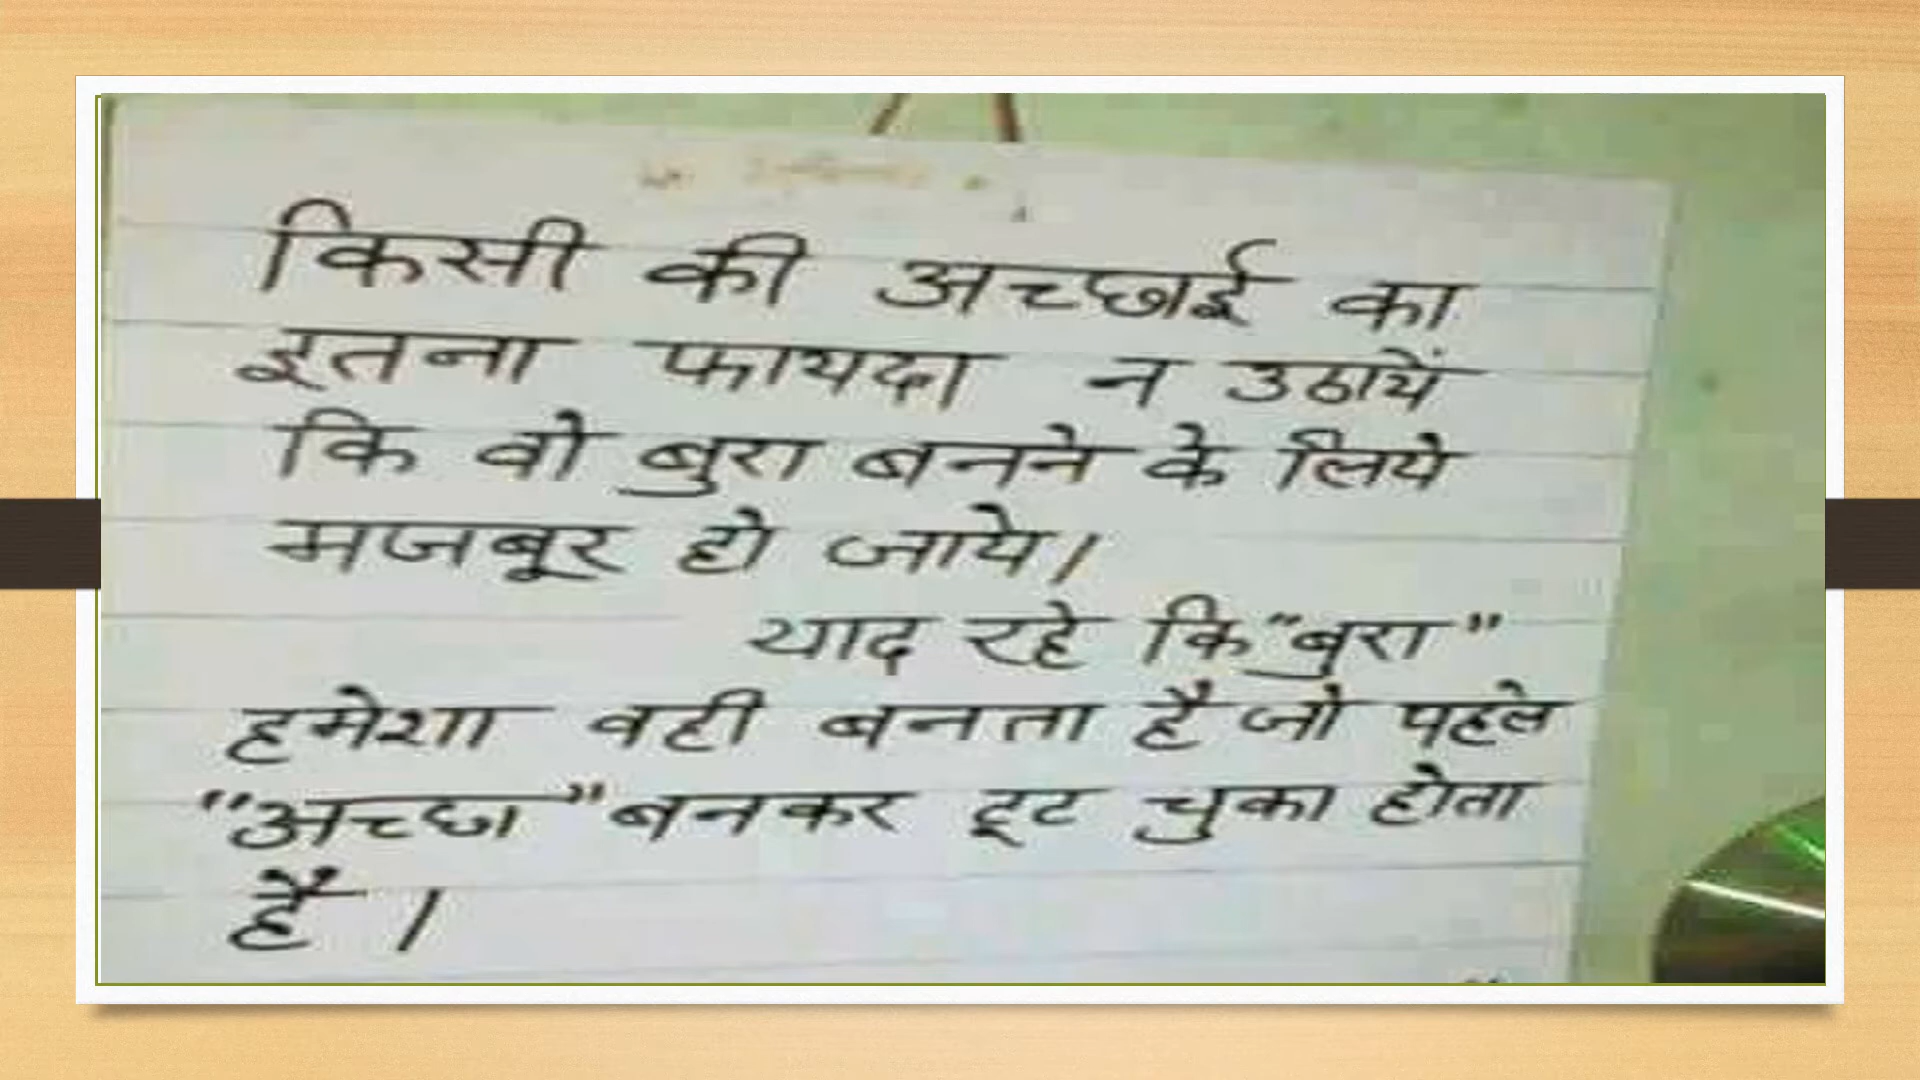 किसी की अच्छाई का
इतना फायदा न उठायें
कि वो बुरा बनने के लिये
मजबूर हो जाये।
याद रहे कि "बुरा"
हमेशा वही बनता है जो पहले
"अच्छा" बनकर टूट चुका होता
है ।